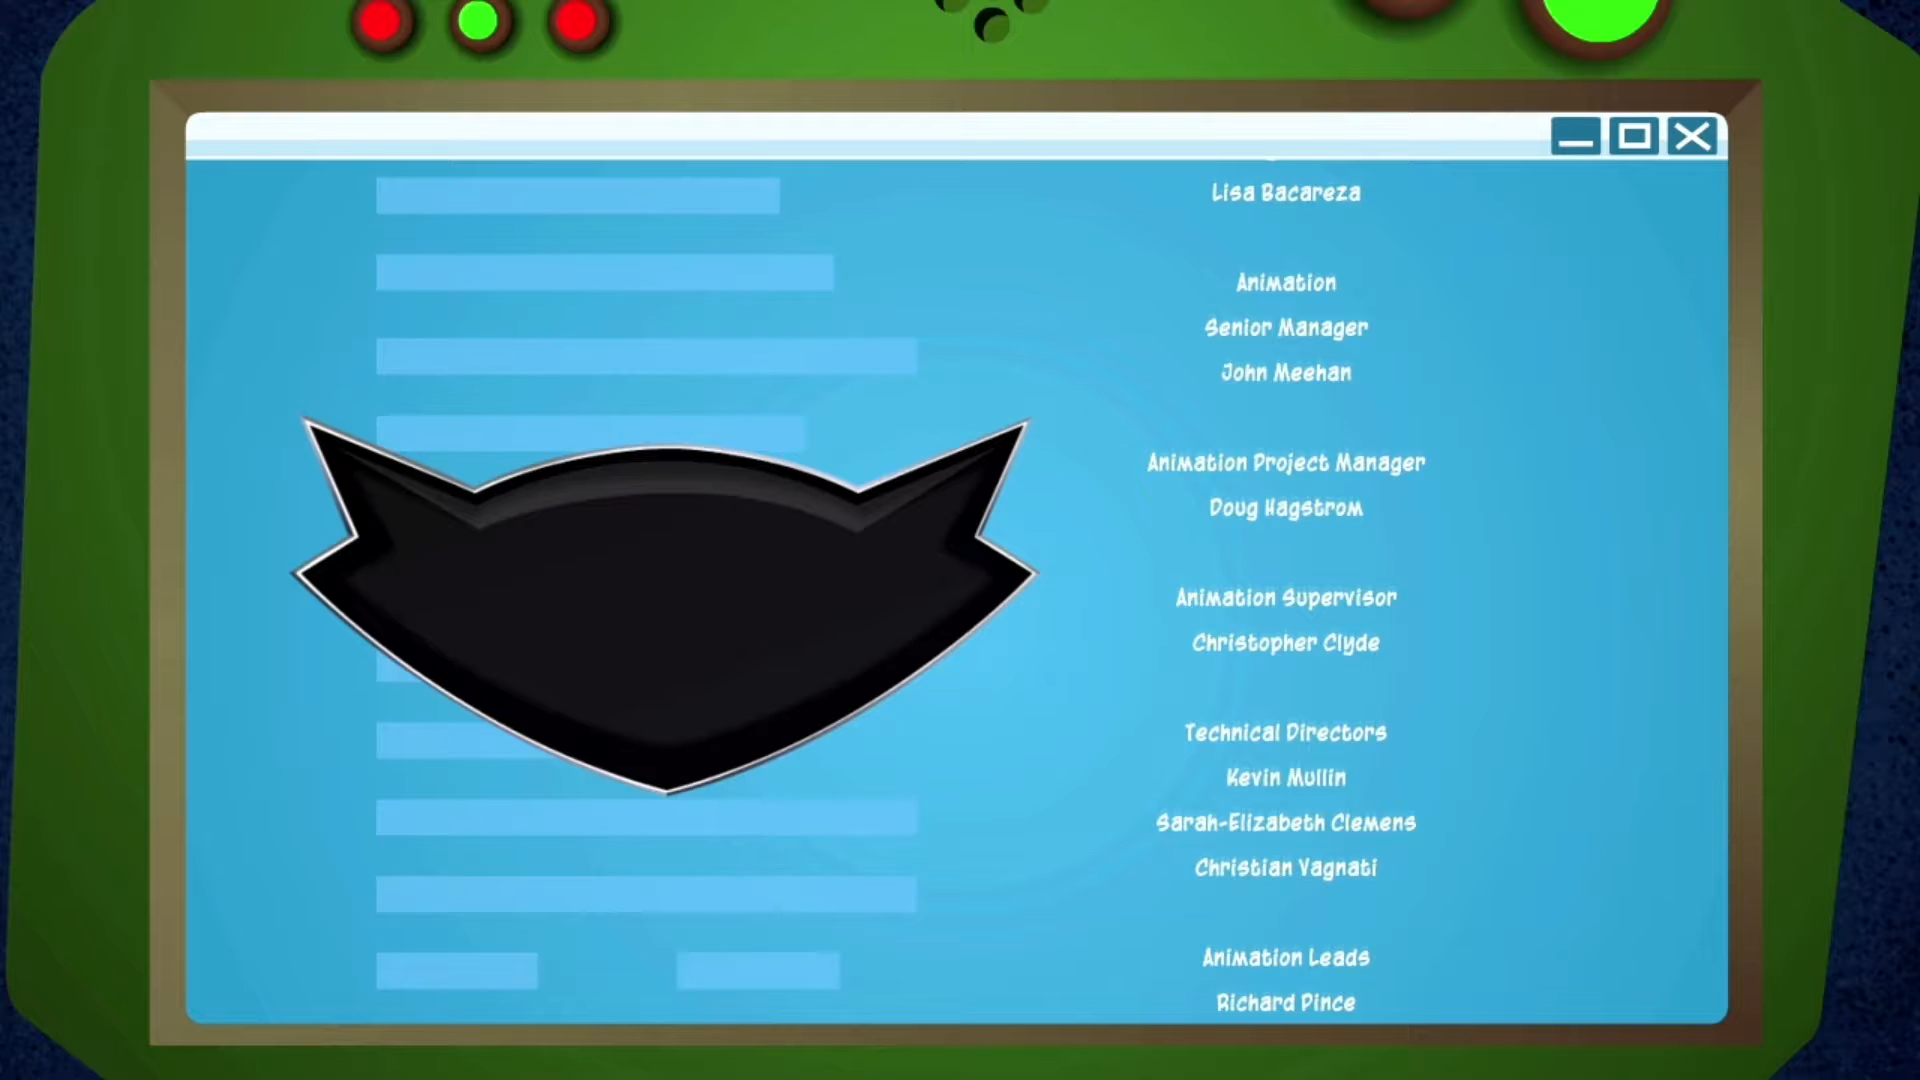 Lisa Bacareza
Animation
Senior Manager
John Meehan
Animation Project Manager
Doug Hagstrom
Animation Supervisor
Christopher Clyde
Technical Directors
Kevin Mullin
Sarah-Elizabeth Clemens
Christian Vagnati
Animation Leads
Richard Pince